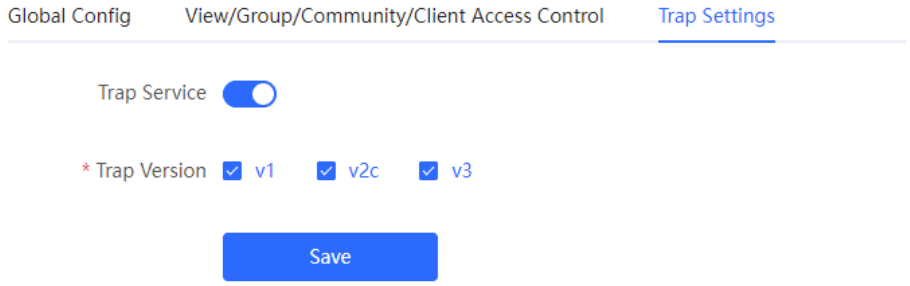 Global Config View/Group/Community/Client Access Control Trap Settings
Trap Service
* Trap Version v1 v2c v3
Save